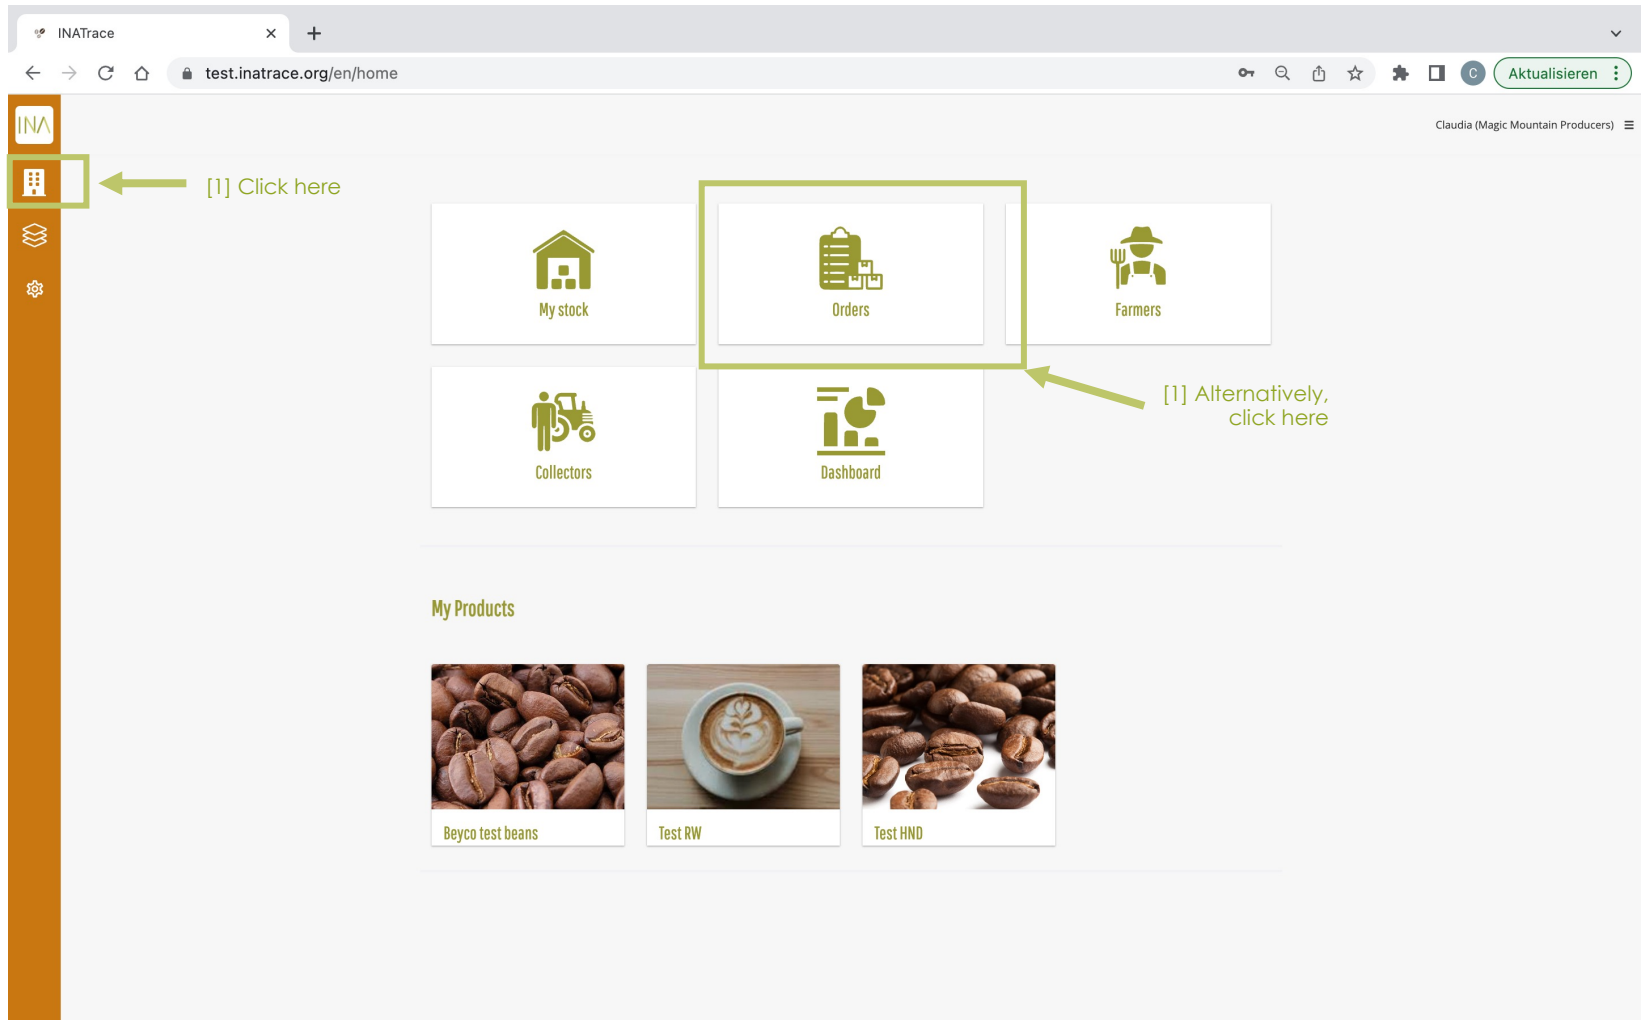 INATrace
test.inatrace.org/en/home
C
Aktualisieren
INA
Claudia (Magic Mountain Producers)
[1] Click here
My stock
Orders
Farmers
[1] Alternatively,
click here
Collectors
Dashboard
My Products
Beyco test beans
Test RW
Test HND